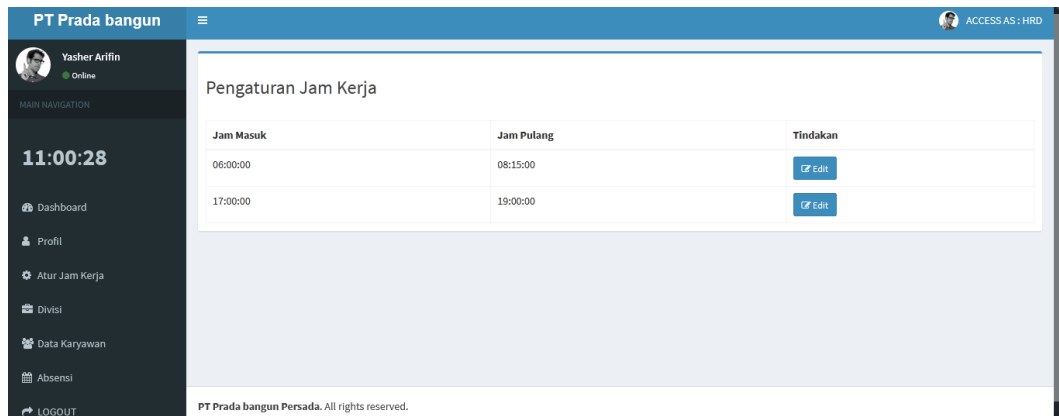 PT Prada bangun
ACCESS AS : HRD
Yasher Arifin
Online
MAIN NAVIGATION
11:00:28
Dashboard
Profil
Atur Jam Kerja
Divisi
Data Karyawan
Absensi
LOGOUT
Pengaturan Jam Kerja
Jam Masuk Jam Pulang Tindakan
06:00:00 08:15:00 Edit
17:00:00 19:00:00 Edit
PT Prada bangun Persada. All rights reserved.